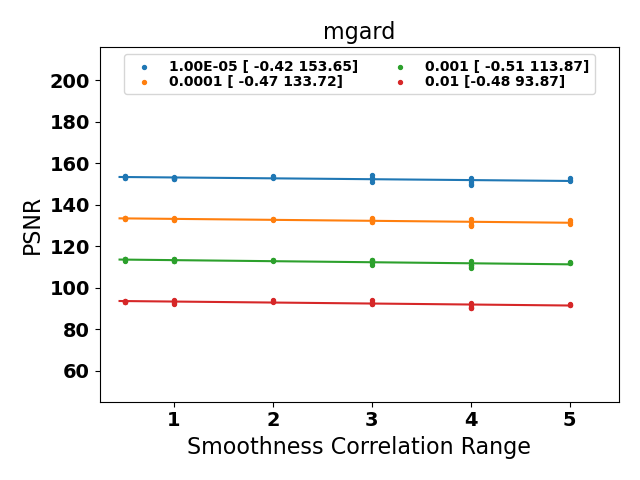 mgard
1.00E-05 [ -0.42 153.65]
0.0001 [ -0.47 133.72]
0.001 [ -0.51 113.87]
0.01 [-0.48 93.87]
200
180
160
140
120
100
80
60
PSNR
1 2 3 4 5
Smoothness Correlation Range